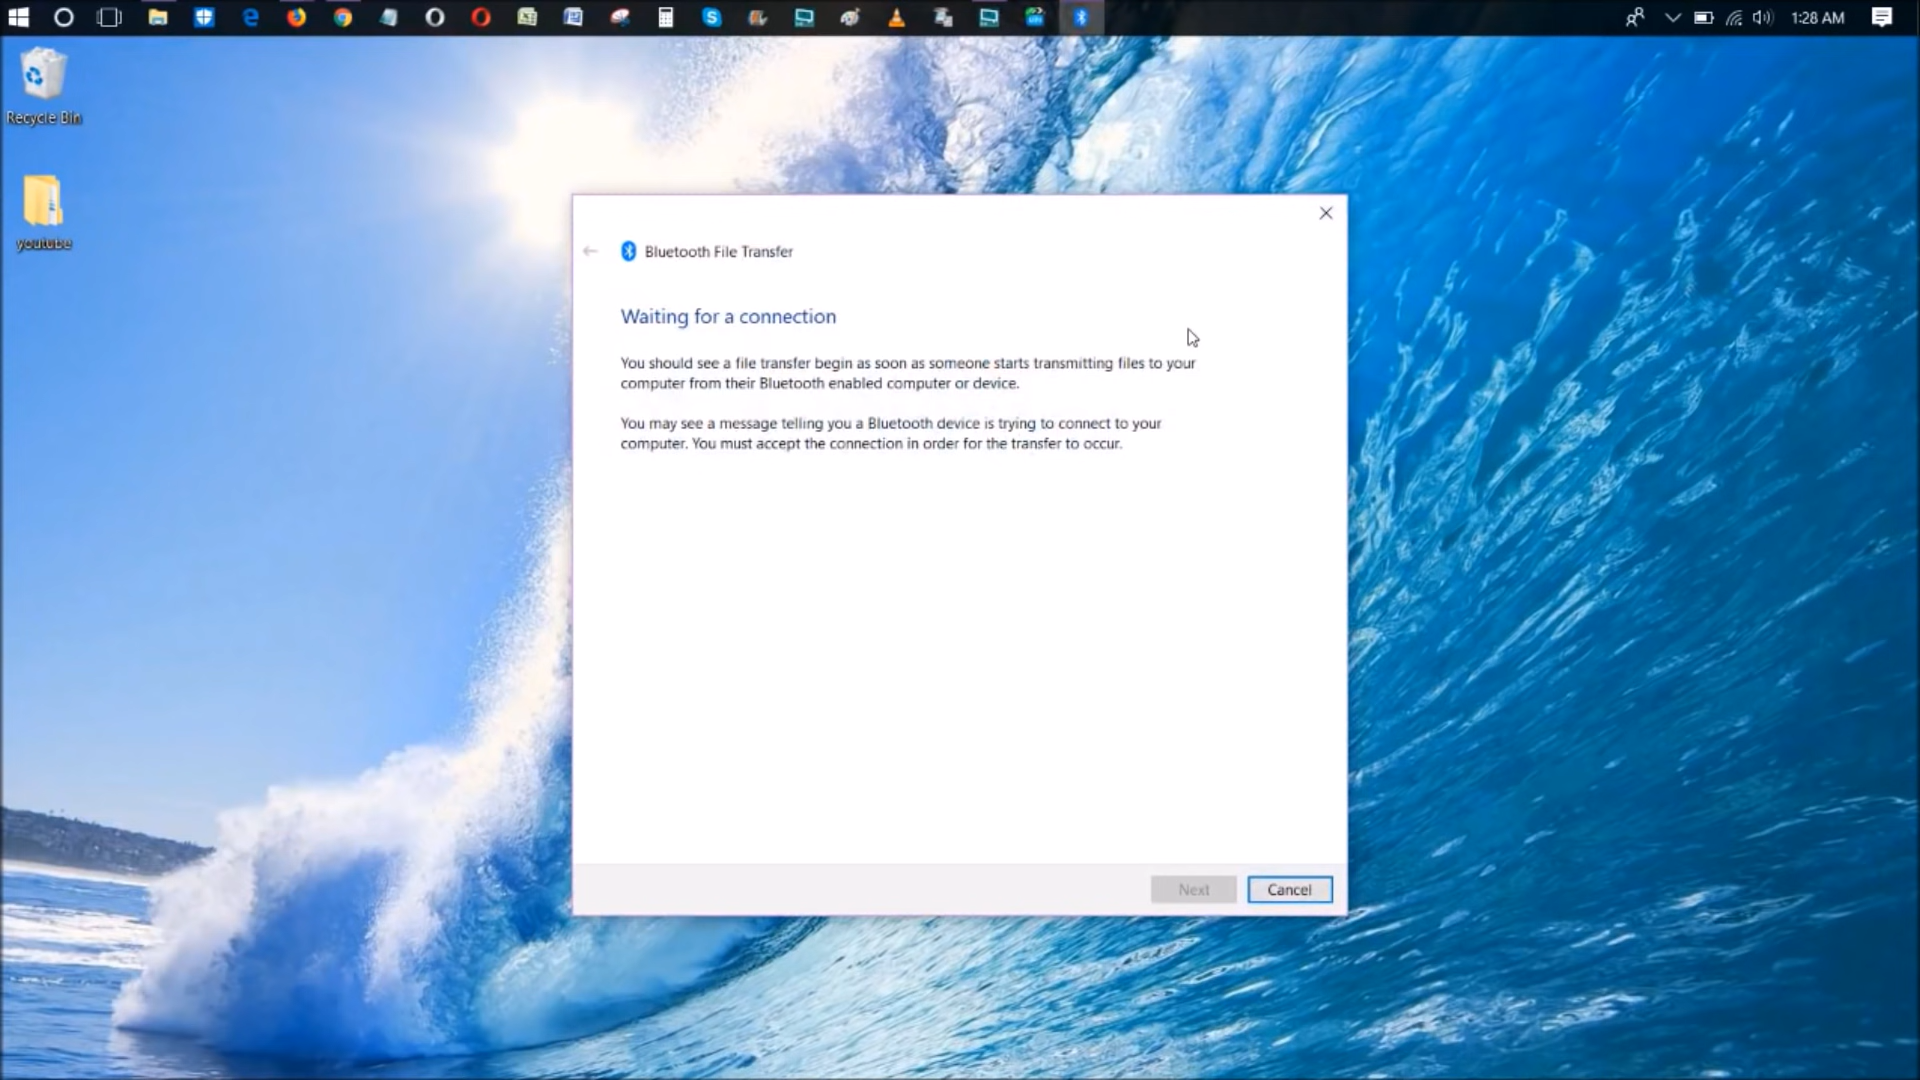 1:28 AM
Recycle Bin
youtube
Bluetooth File Transfer
Waiting for a connection
You should see a file transfer begin as soon as someone starts transmitting files to your
computer from their Bluetooth enabled computer or device.
You may see a message telling you a Bluetooth device is trying to connect to your
computer. You must accept the connection in order for the transfer to occur.
Next
Cancel